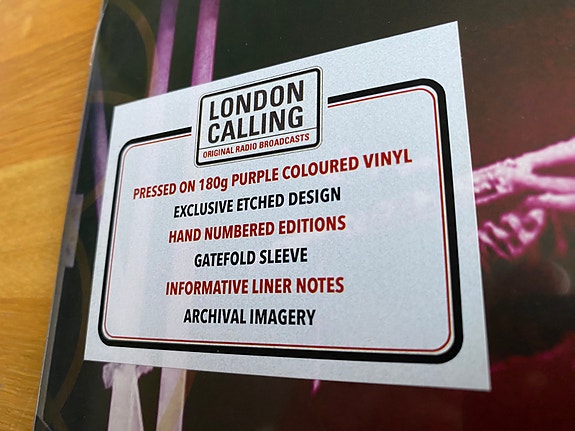 LONDON
CALLING
ORIGINAL RADIO BROADCASTS
PRESSED ON 180g PURPLE COLOURED VINYL
EXCLUSIVE ETCHED DESIGN
HAND NUMBERED EDITIONS
GATEFOLD SLEEVE
INFORMATIVE LINER NOTES
ARCHIVAL IMAGERY